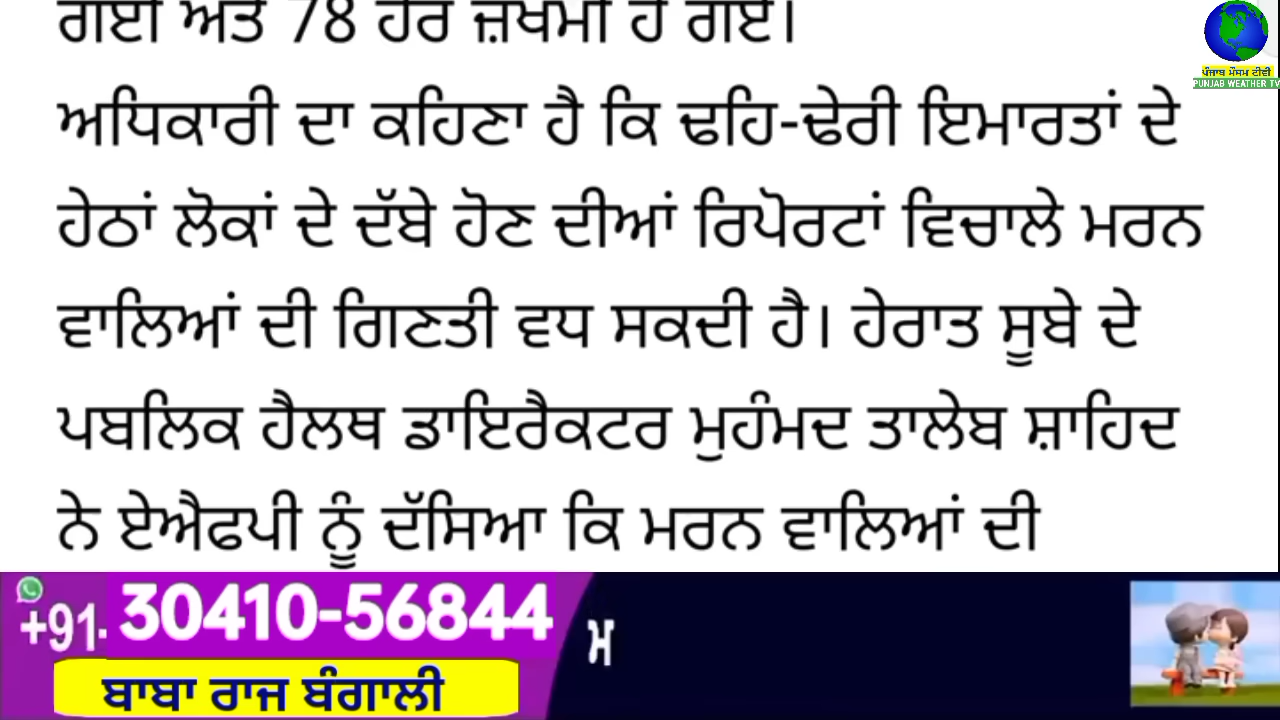 ਗਈ ਅਤੇ 78 ਹੋਰ ਜ਼ਖਮੀ ਹੋ ਗਏ।
ਅਧਿਕਾਰੀ ਦਾ ਕਹਿਣਾ ਹੈ ਕਿ ਢਹਿ-ਢੇਰੀ ਇਮਾਰਤਾਂ ਦੇ
ਹੇਠਾਂ ਲੋਕਾਂ ਦੇ ਦੱਬੇ ਹੋਣ ਦੀਆਂ ਰਿਪੋਰਟਾਂ ਵਿਚਾਲੇ ਮਰਨ
ਵਾਲਿਆਂ ਦੀ ਗਿਣਤੀ ਵਧ ਸਕਦੀ ਹੈ। ਹੇਰਾਤ ਸੂਬੇ ਦੇ
ਪਬਲਿਕ ਹੈਲਥ ਡਾਇਰੈਕਟਰ ਮੁਹੰਮਦ ਤਾਲੇਬ ਸ਼ਾਹਿਦ
ਨੇ ਏਐਫਪੀ ਨੂੰ ਦੱਸਿਆ ਕਿ ਮਰਨ ਵਾਲਿਆਂ ਦੀ
ਪੰਜਾਬ ਮੌਸਮ ਟੀਵੀ
PUNJAB WEATHER TV
+91- 30410-56844
ਬਾਬਾ ਰਾਜ ਬੰਗਾਲੀ
ਮ